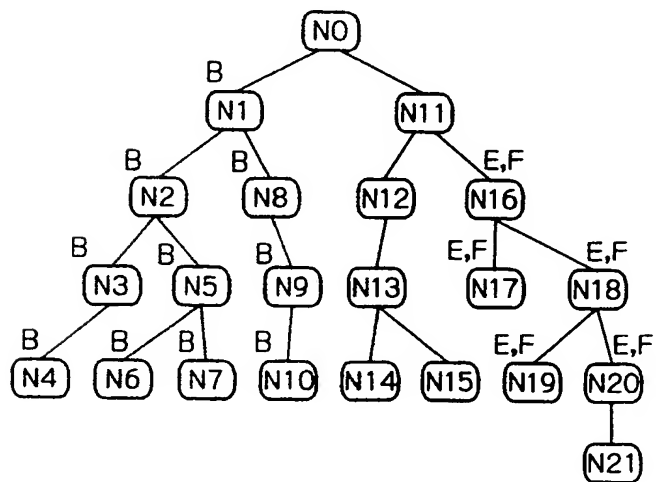 N0
B
N1 N11
B B E,F
N2 N8 N12 N16
B B B E,F E,F
N3 N5 N9 N13 N17 N18
B B B B E,F E,F
N4 N6 N7 N10 N14 N15 N19 N20
N21